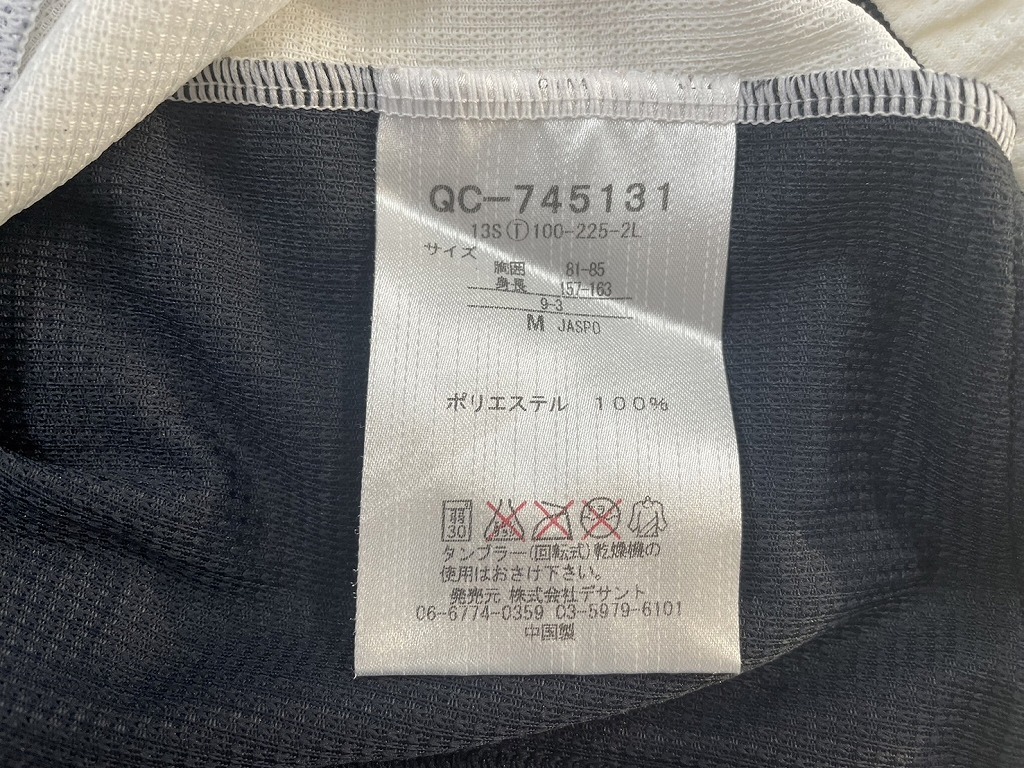 QC-745131
13S(T)100-225-2L
サイズ
胸囲 81-85
身長 157-163
9-3
M JASPO
ポリエステル 100%
弱 30
タンブラー(回転式)乾燥機の
使用はおさけ下さい。
発売元 株式会社デサント
06-6774-0359 03-5979-6101
中国製